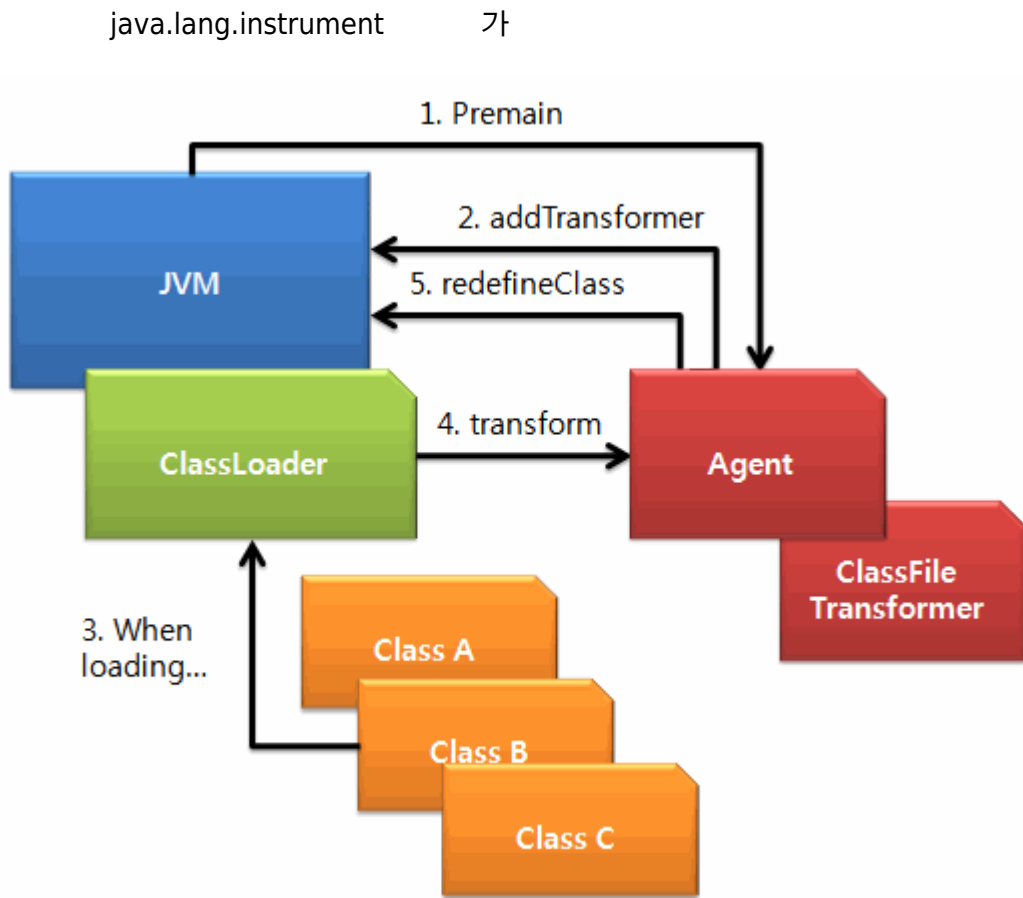 java.lang.instrument 가
1. Premain
2. addTransformer
JVM
5. redefineClass
4. transform
ClassLoader
Agent
ClassFile
Transformer
3. When
loading...
Class A
Class B
Class C